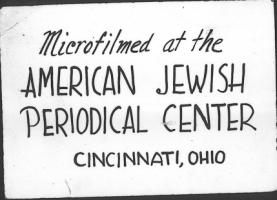 Microfilmed at the
AMERICAN JEWISH
PERIODICAL CENTER
CINCINNATI, OHIO